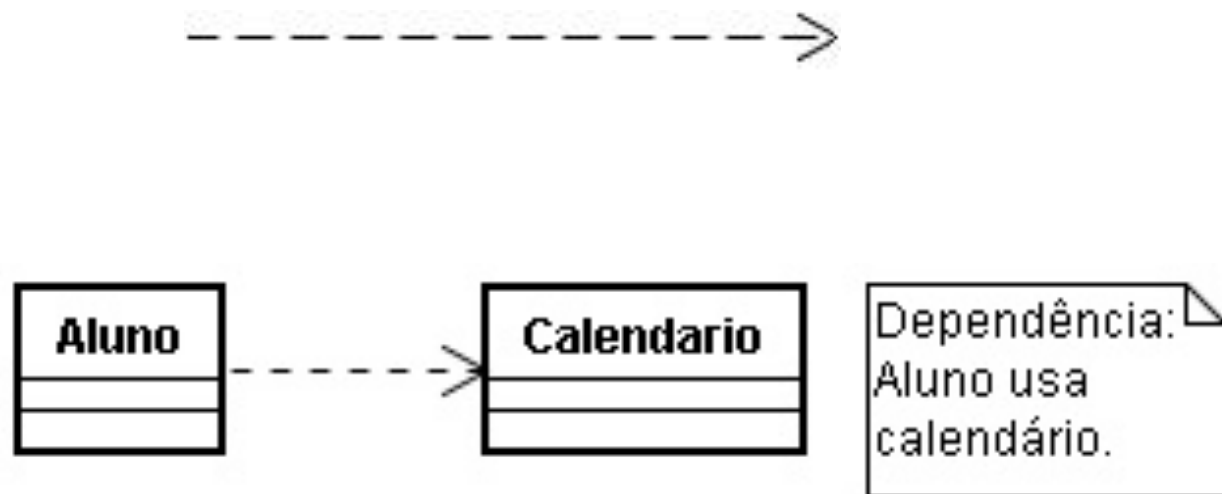 Aluno
Calendario
Dependência:
Aluno usa
calendário.